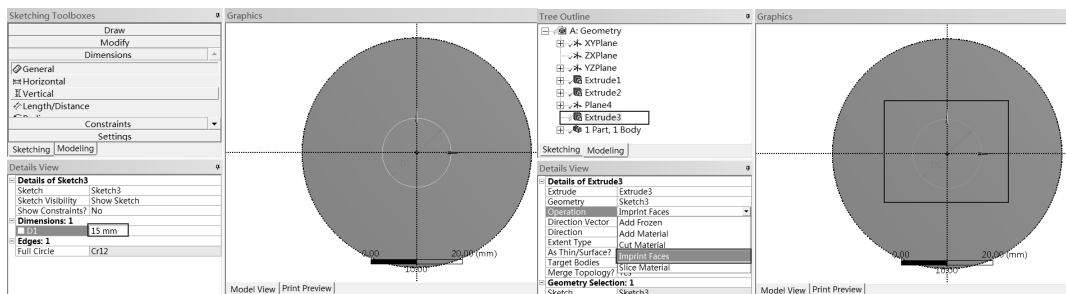 Sketching Toolboxes
Draw
Modify
Dimensions
General
Horizontal
Vertical
Length/Distance
Constraints
Settings
Sketching Modeling
Details View
Details of Sketch3
Sketch Sketch3
Sketch Visibility Show Sketch
Show Constraints? No
Dimensions: 1
D1 15 mm
Edges: 1
Full Circle Cr12
Graphics
0,00 20,00 (mm)
10,00
Model View Print Preview
Tree Outline
A: Geometry
XYPlane
ZXPlane
YZPlane
Extrude1
Extrude2
Plane4
Extrude3
1 Part, 1 Body
Sketching Modeling
Details View
Details of Extrude3
Extrude Extrude3
Geometry Sketch3
Operation Imprint Faces
Direction Vector Add Frozen
Direction Add Material
Extent Type Cut Material
As Thin/Surface? Imprint Faces
Target Bodies Slice Material
Merge Topology? Yes
Geometry Selection: 1
Sketch Sketch3
Graphics
0,00 20,00 (mm)
10,00
Model View Print Preview